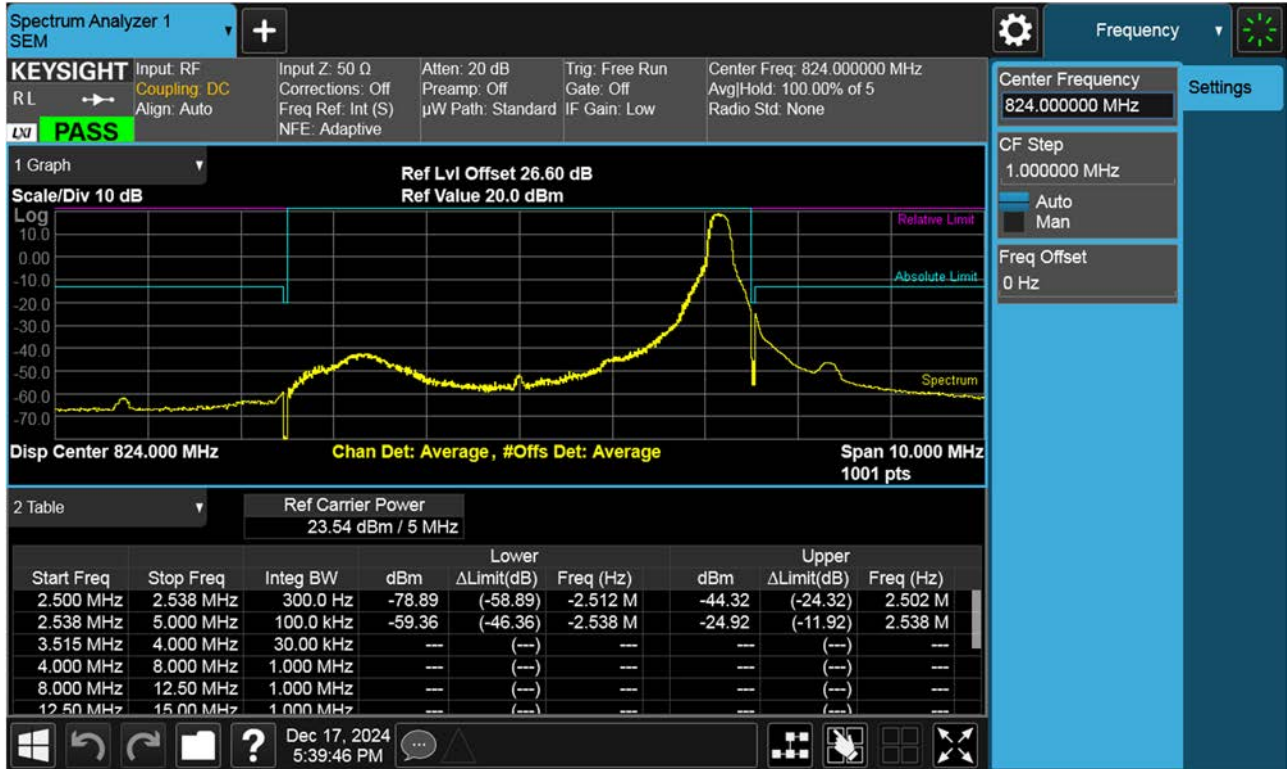 Spectrum Analyzer 1
SEM
Frequency
KEYSIGHT
R L
LXI
PASS
Input: RF
Coupling: DC
Align: Auto
Input Z: 50 Ω
Corrections: Off
Freq Ref: Int (S)
NFE: Adaptive
Atten: 20 dB
Preamp: Off
µW Path: Standard
Trig: Free Run
Gate: Off
IF Gain: Low
Center Freq: 824.000000 MHz
Avg|Hold: 100.00% of 5
Radio Std: None
Center Frequency
824.000000 MHz
Settings
CF Step
1.000000 MHz
Auto
Man
Freq Offset
0 Hz
1 Graph
Scale/Div 10 dB
Ref Lvl Offset 26.60 dB
Ref Value 20.0 dBm
Log
10.0
0.00
-10.0
-20.0
-30.0
-40.0
-50.0
-60.0
-70.0
Relative Limit
Absolute Limit
Spectrum
Disp Center 824.000 MHz
Chan Det: Average, #Offs Det: Average
Span 10.000 MHz
1001 pts
2 Table
Ref Carrier Power
23.54 dBm / 5 MHz
Lower Upper
Start Freq Stop Freq Integ BW dBm ΔLimit(dB) Freq (Hz) dBm ΔLimit(dB) Freq (Hz)
2.500 MHz 2.538 MHz 300.0 Hz -78.89 (-58.89) -2.512 M -44.32 (-24.32) 2.502 M
2.538 MHz 5.000 MHz 100.0 kHz -59.36 (-46.36) -2.538 M -24.92 (-11.92) 2.538 M
3.515 MHz 4.000 MHz 30.00 kHz --- (---) --- --- (---) ---
4.000 MHz 8.000 MHz 1.000 MHz --- (---) --- --- (---) ---
8.000 MHz 12.50 MHz 1.000 MHz --- (---) --- --- (---) ---
12.50 MHz 15.00 MHz 1.000 MHz --- (---) --- --- (---) ---
?
Dec 17, 2024
5:39:46 PM